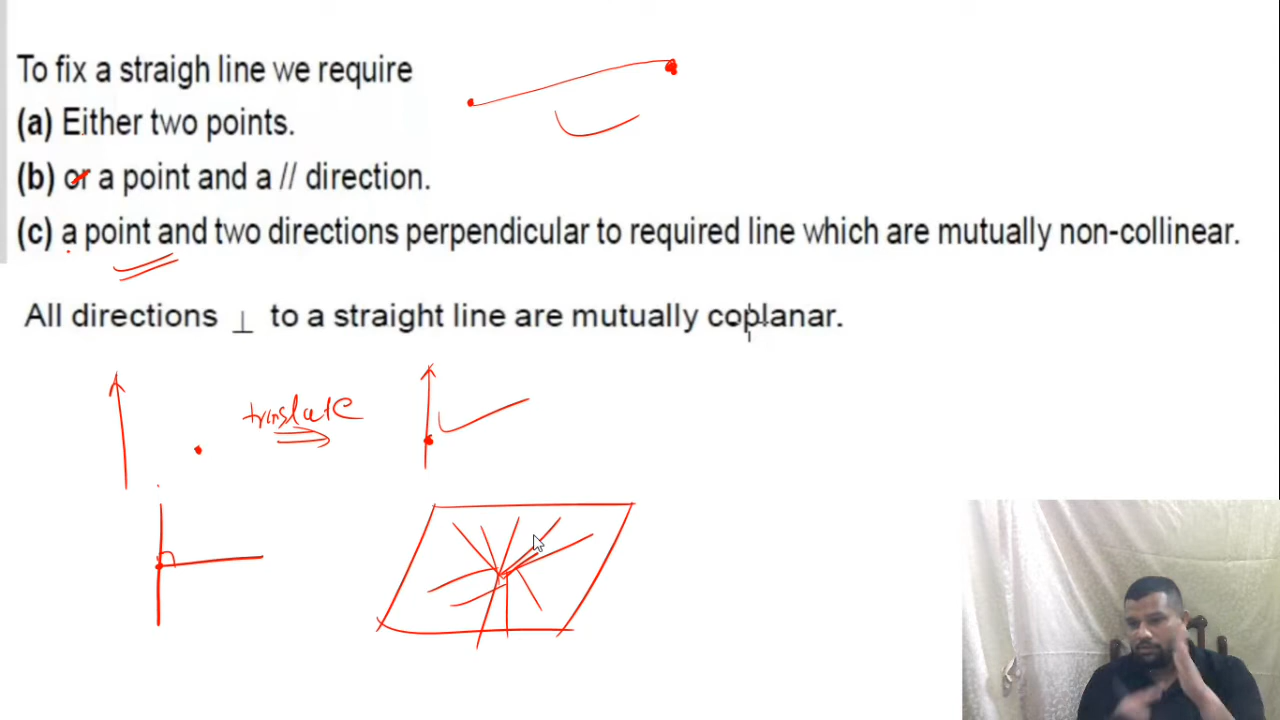 To fix a straigh line we require
(a) Either two points.
(b) or a point and a // direction.
(c) a point and two directions perpendicular to required line which are mutually non-collinear.
All directions ⊥ to a straight line are mutually coplanar.
translate